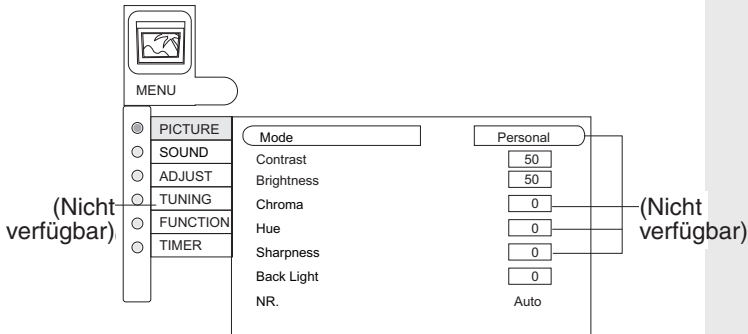 MENU
PICTURE
SOUND
ADJUST
TUNING
FUNCTION
TIMER
(Nicht
verfügbar)
Mode Personal
Contrast 50
Brightness 50
Chroma 0
Hue 0
Sharpness 0
Back Light 0
NR. Auto
(Nicht
verfügbar)